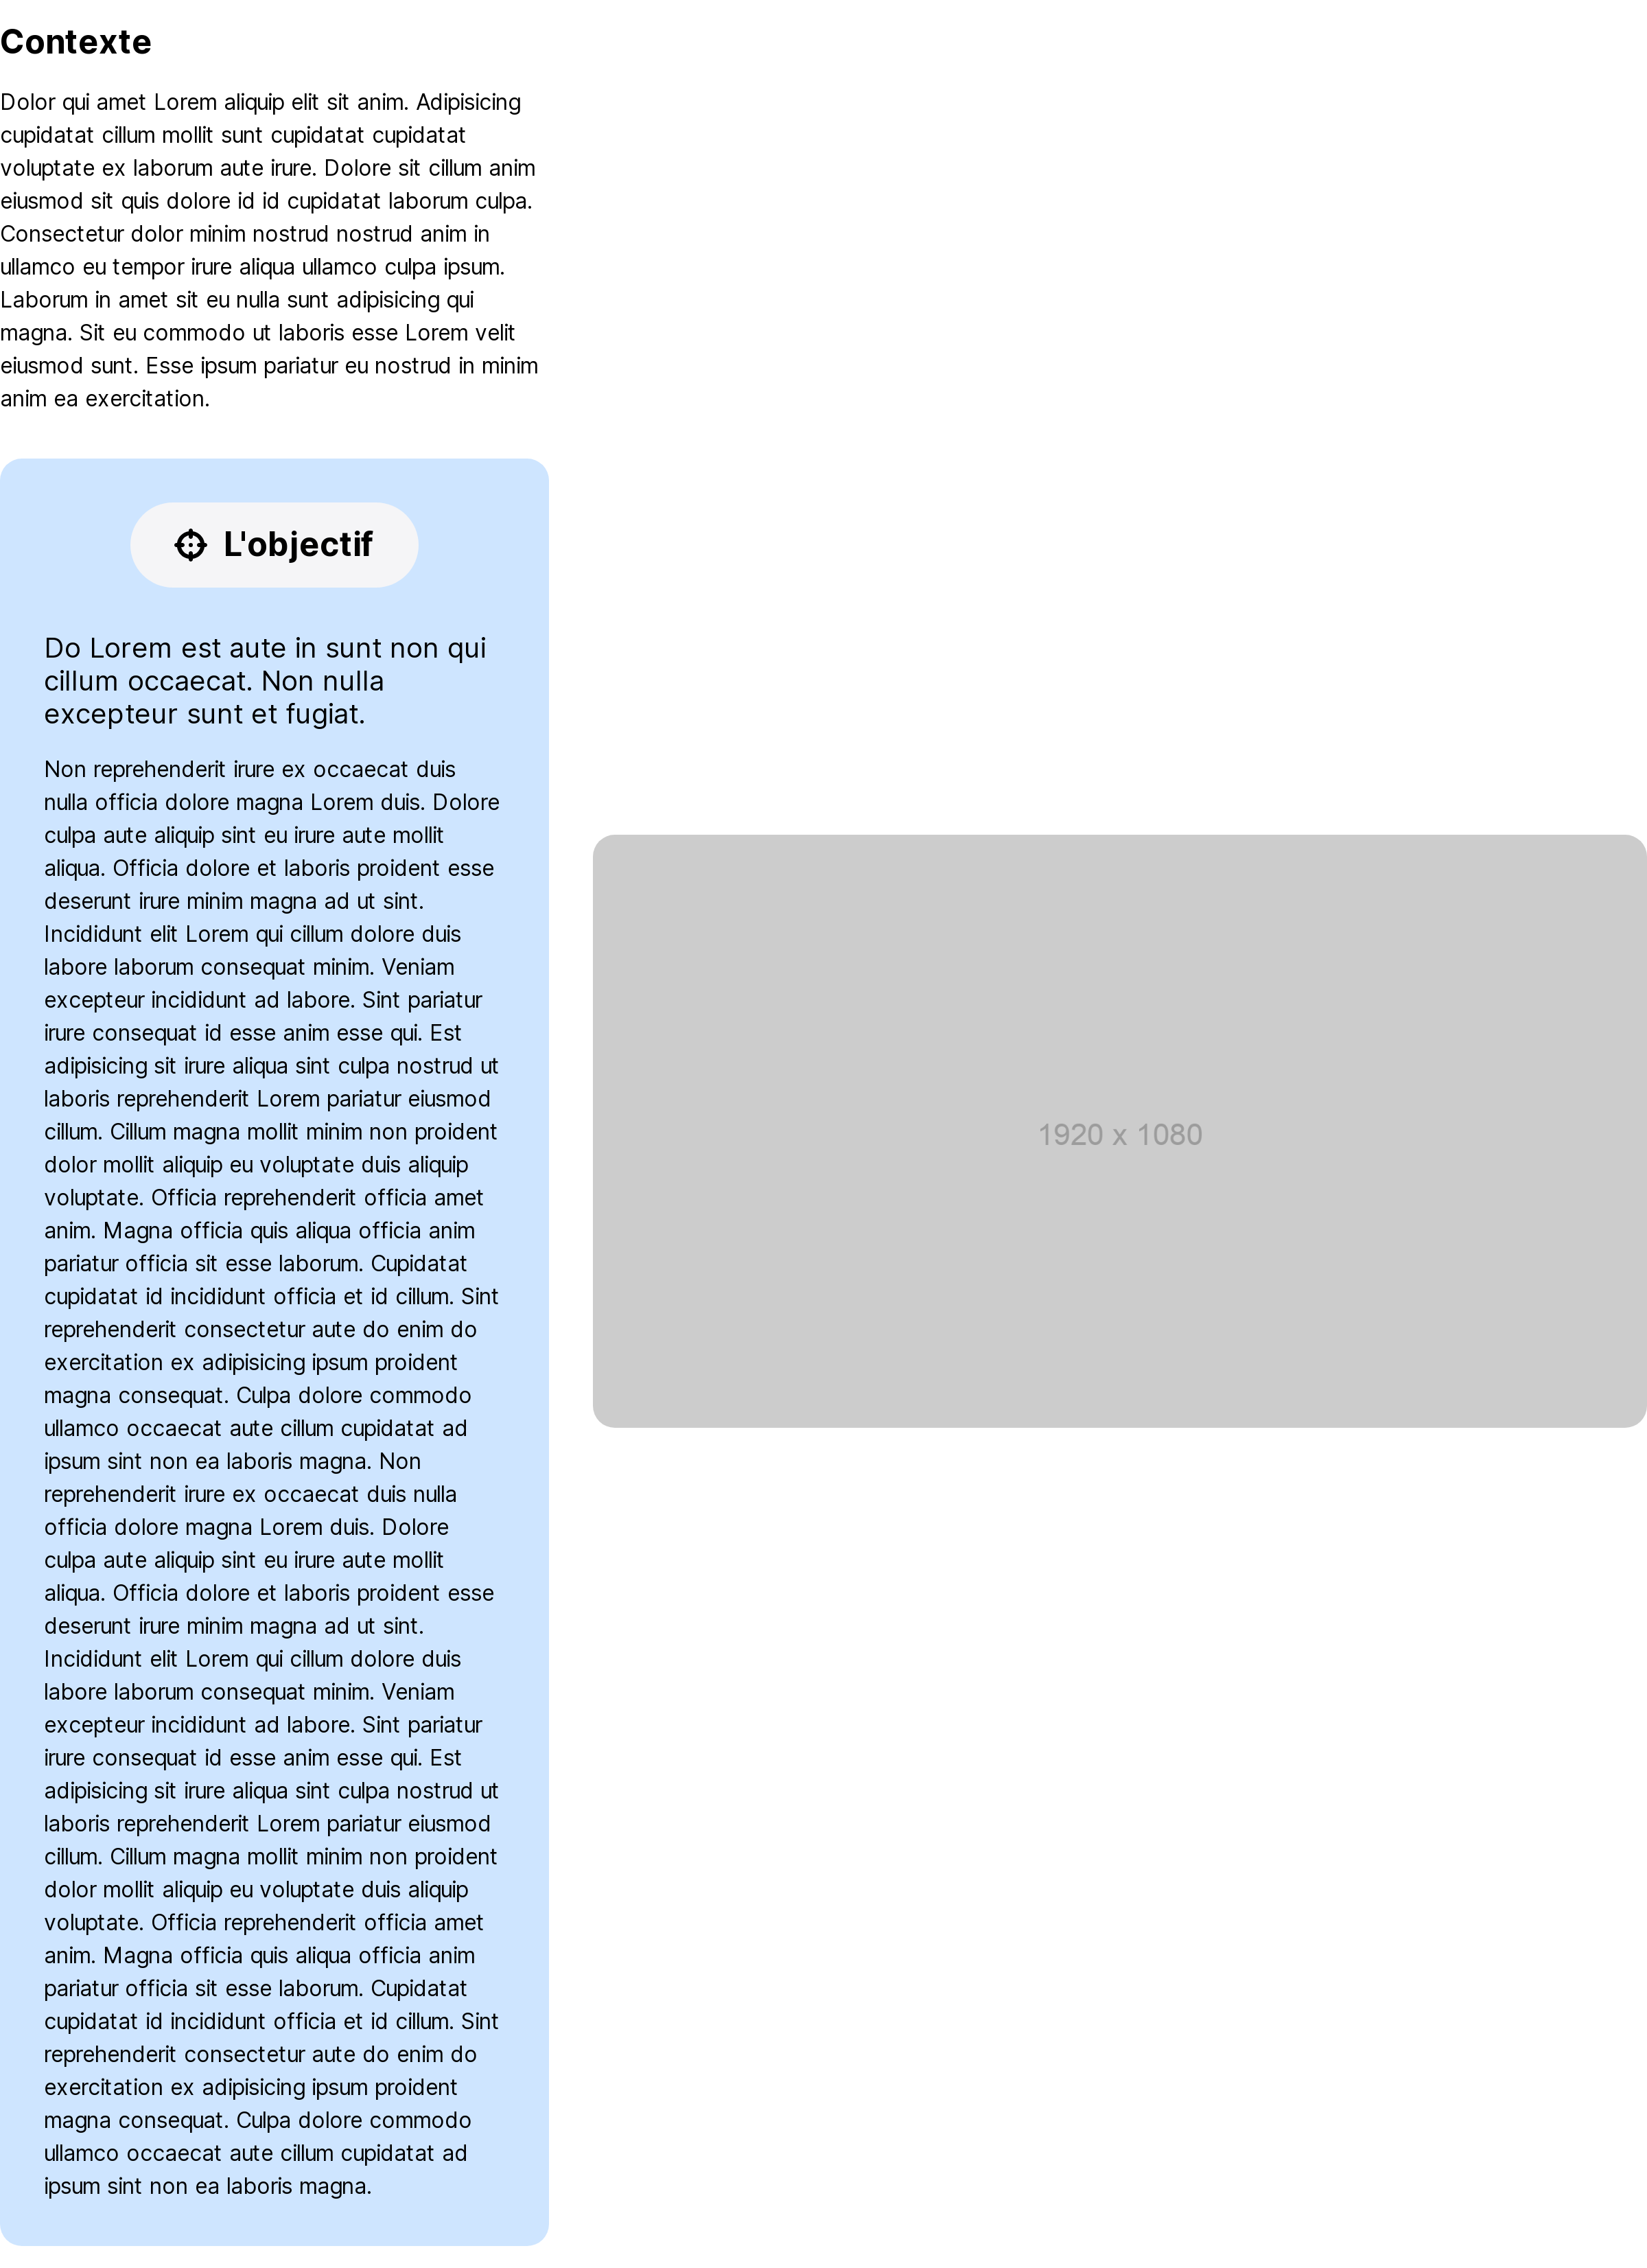 Contexte
Dolor qui amet Lorem aliquip elit sit anim. Adipisicing
cupidatat cillum mollit sunt cupidatat cupidatat
voluptate ex laborum aute irure. Dolore sit cillum anim
eiusmod sit quis dolore id id cupidatat laborum culpa.
Consectetur dolor minim nostrud nostrud anim in
ullamco eu tempor irure aliqua ullamco culpa ipsum.
Laborum in amet sit eu nulla sunt adipisicing qui
magna. Sit eu commodo ut laboris esse Lorem velit
eiusmod sunt. Esse ipsum pariatur eu nostrud in minim
anim ea exercitation.
L'objectif
Do Lorem est aute in sunt non qui
cillum occaecat. Non nulla
excepteur sunt et fugiat.
Non reprehenderit irure ex occaecat duis
nulla officia dolore magna Lorem duis. Dolore
culpa aute aliquip sint eu irure aute mollit
aliqua. Officia dolore et laboris proident esse
deserunt irure minim magna ad ut sint.
Incididunt elit Lorem qui cillum dolore duis
labore laborum consequat minim. Veniam
excepteur incididunt ad labore. Sint pariatur
irure consequat id esse anim esse qui. Est
adipisicing sit irure aliqua sint culpa nostrud ut
laboris reprehenderit Lorem pariatur eiusmod
cillum. Cillum magna mollit minim non proident
dolor mollit aliquip eu voluptate duis aliquip
voluptate. Officia reprehenderit officia amet
anim. Magna officia quis aliqua officia anim
pariatur officia sit esse laborum. Cupidatat
cupidatat id incididunt officia et id cillum. Sint
reprehenderit consectetur aute do enim do
exercitation ex adipisicing ipsum proident
magna consequat. Culpa dolore commodo
ullamco occaecat aute cillum cupidatat ad
ipsum sint non ea laboris magna. Non
reprehenderit irure ex occaecat duis nulla
officia dolore magna Lorem duis. Dolore
culpa aute aliquip sint eu irure aute mollit
aliqua. Officia dolore et laboris proident esse
deserunt irure minim magna ad ut sint.
Incididunt elit Lorem qui cillum dolore duis
labore laborum consequat minim. Veniam
excepteur incididunt ad labore. Sint pariatur
irure consequat id esse anim esse qui. Est
adipisicing sit irure aliqua sint culpa nostrud ut
laboris reprehenderit Lorem pariatur eiusmod
cillum. Cillum magna mollit minim non proident
dolor mollit aliquip eu voluptate duis aliquip
voluptate. Officia reprehenderit officia amet
anim. Magna officia quis aliqua officia anim
pariatur officia sit esse laborum. Cupidatat
cupidatat id incididunt officia et id cillum. Sint
reprehenderit consectetur aute do enim do
exercitation ex adipisicing ipsum proident
magna consequat. Culpa dolore commodo
ullamco occaecat aute cillum cupidatat ad
ipsum sint non ea laboris magna.
1920 x 1080